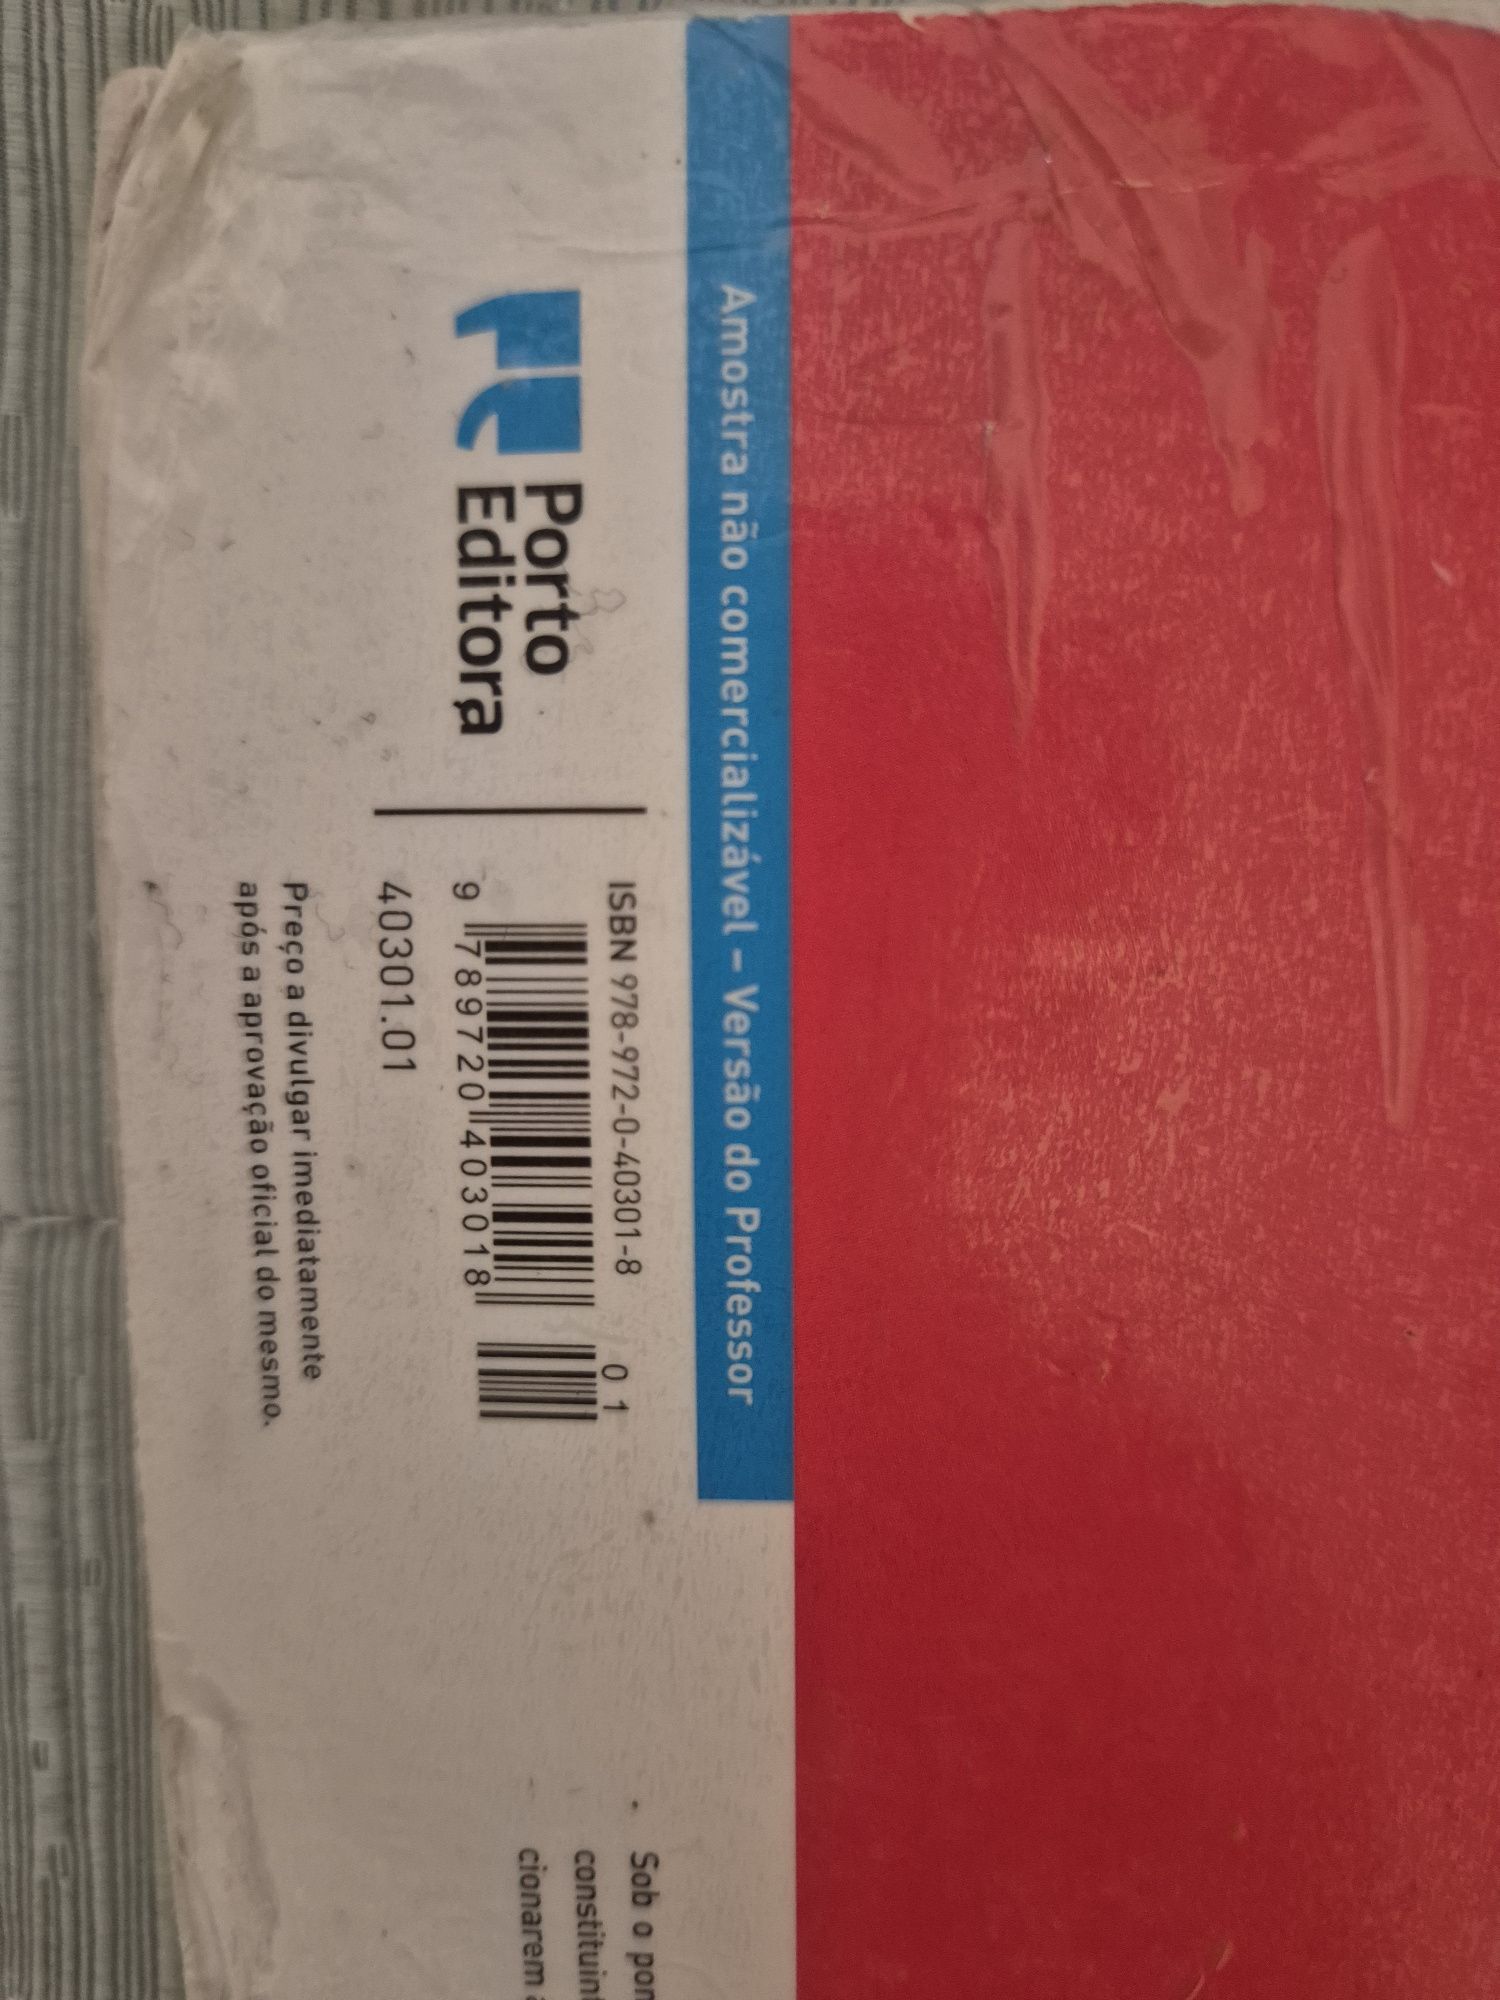 Amostra não comercializável – Versão do Professor
Porto
Editora
ISBN 978-972-0-40301-8
0 1
9 789720 403018
40301.01
Preço a divulgar imediatamente
após a aprovação oficial do mesmo.
Sob o
constituin
cionarem